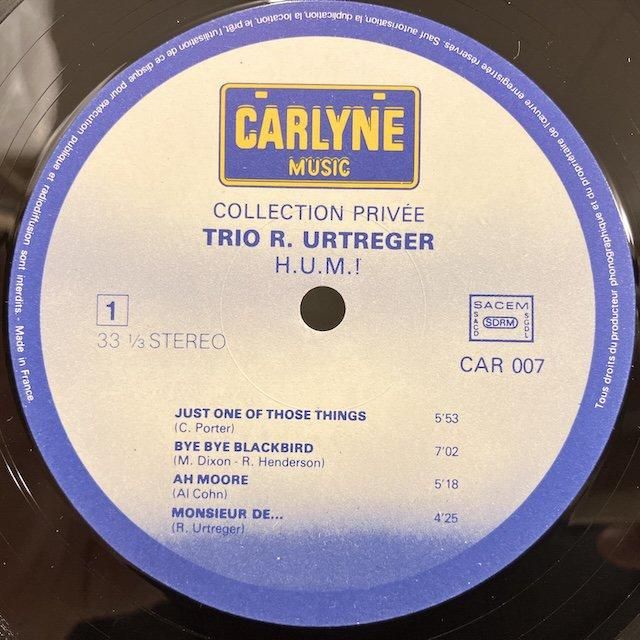 Tous droits du producteur phonographique et du propriétaire de l'œuvre enregistrée réservés. Sauf autorisation, la duplication, la location, le prêt, l'utilisation de ce disque pour exécution publique et radiodiffusion sont interdits. Made in France.
CARLYNE
MUSIC
COLLECTION PRIVÉE
TRIO R. URTREGER
H.U.M.!
1
33 1/3 STEREO
SACEM
SACD SDRM SGDL
CAR 007
JUST ONE OF THOSE THINGS 5'53
(C. Porter)
BYE BYE BLACKBIRD 7'02
(M. Dixon - R. Henderson)
AH MOORE 5'18
(Al Cohn)
MONSIEUR DE... 4'25
(R. Urtreger)